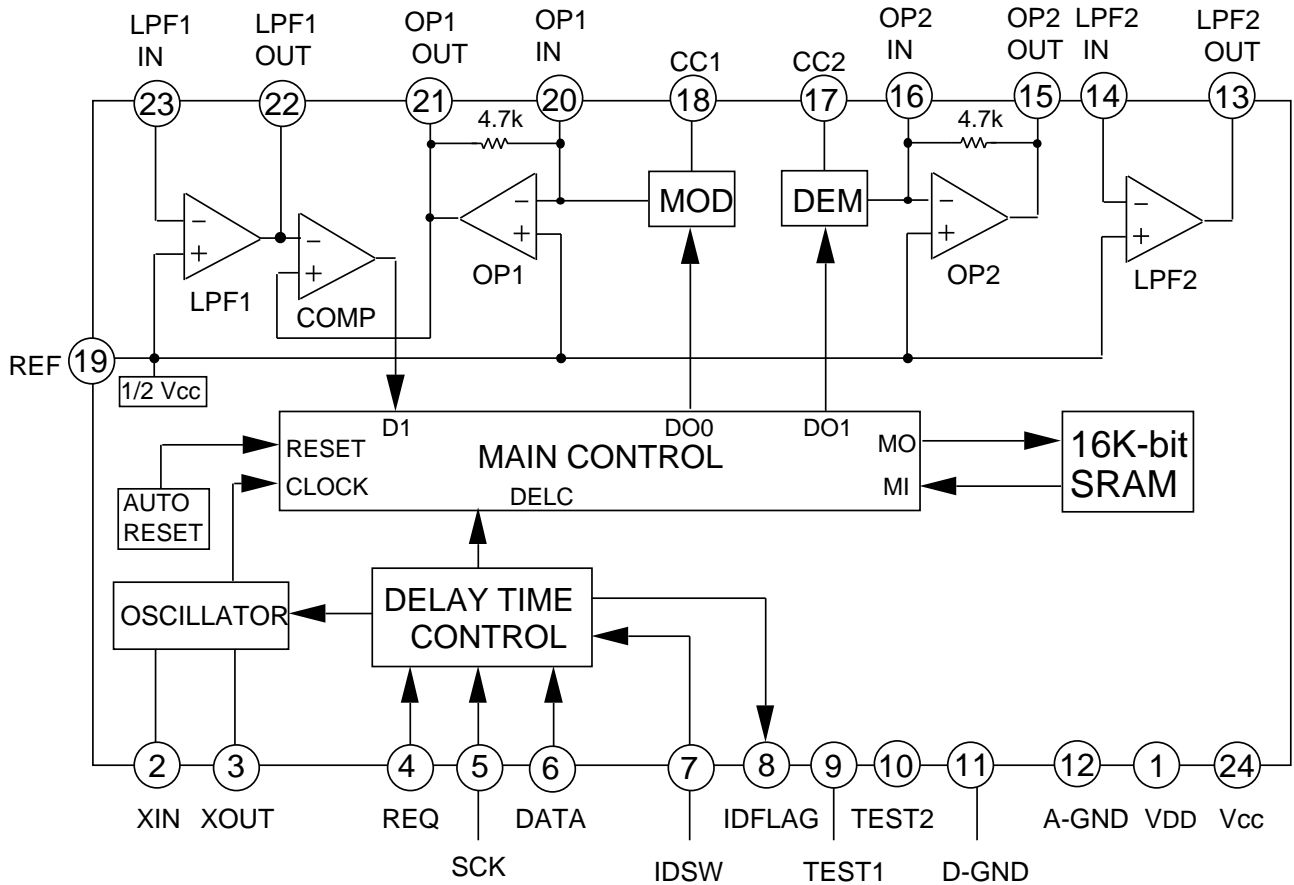 LPF1
IN
LPF1
OUT
OP1
OUT
OP1
IN
CC1
CC2
OP2
IN
OP2
OUT
LPF2
IN
LPF2
OUT
23
22
21
20
18
17
16
15
14
13
4.7k
4.7k
MOD
DEM
−
+
LPF1
−
+
COMP
−
+
OP1
−
+
OP2
−
+
LPF2
REF
19
1/2 Vcc
D1
DO0
DO1
RESET
CLOCK
MAIN CONTROL
DELC
MO
MI
16K-bit
SRAM
AUTO
RESET
OSCILLATOR
DELAY TIME
CONTROL
2
3
4
5
6
7
8
9
10
11
12
1
24
XIN
XOUT
REQ
SCK
DATA
IDSW
IDFLAG
TEST1
TEST2
D-GND
A-GND
VDD
Vcc